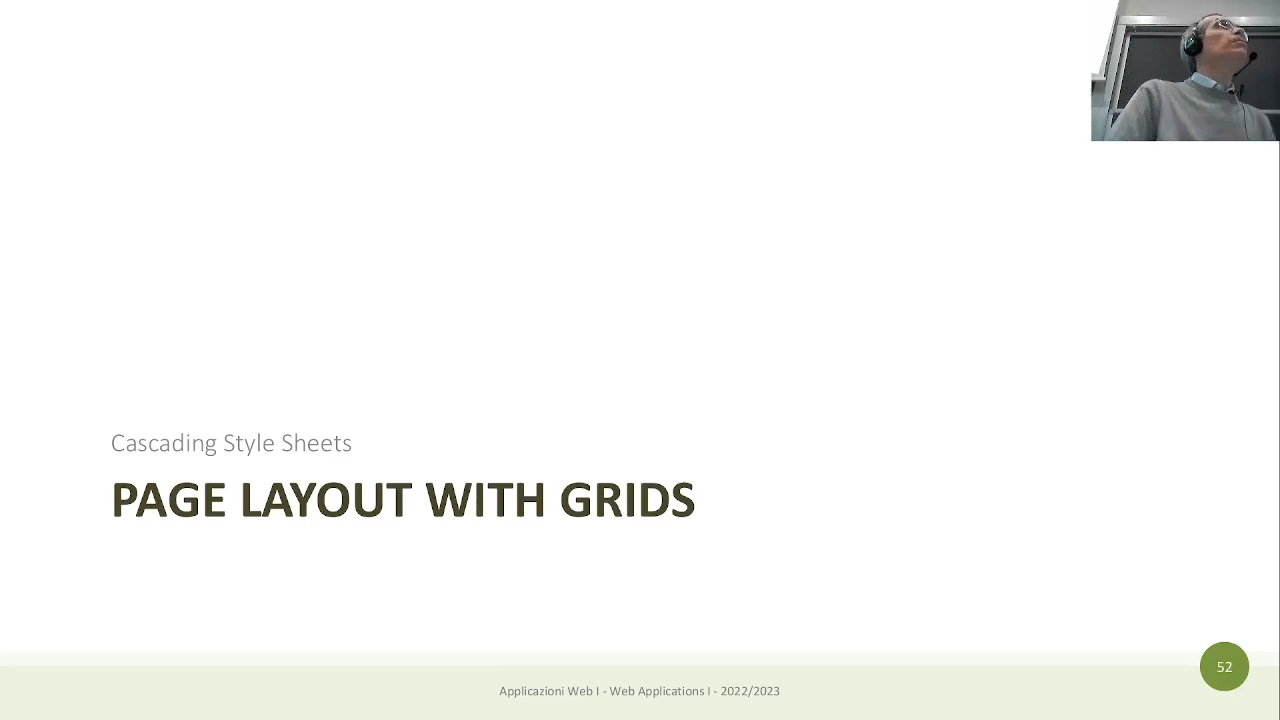 Cascading Style Sheets
PAGE LAYOUT WITH GRIDS
52
Applicazioni Web I - Web Applications I - 2022/2023